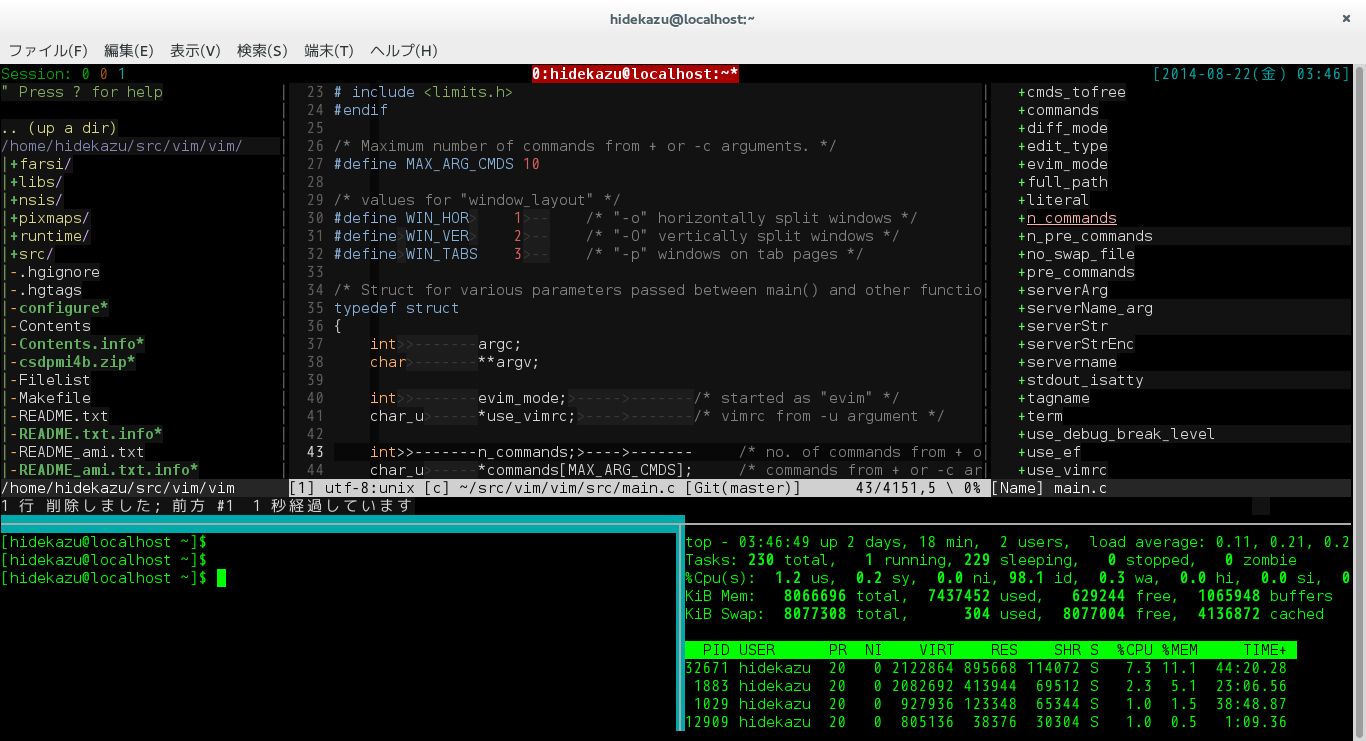 hidekazu@localhost:~
×
ファイル(F) 編集(E) 表示(V) 検索(S) 端末(T) ヘルプ(H)
Session: 0 0 1
0:hidekazu@localhost:~*
[2014-08-22(金) 03:46]
" Press ? for help
.. (up a dir)
/home/hidekazu/src/vim/vim/
|+farsi/
|+libs/
|+nsis/
|+pixmaps/
|+runtime/
|+src/
|-.hgignore
|-.hgtags
|-configure*
|-Contents
|-Contents.info*
|-csdpmi4b.zip*
|-Filelist
|-Makefile
|-README.txt
|-README.txt.info*
|-README_ami.txt
|-README_ami.txt.info*
/home/hidekazu/src/vim/vim
23 # include <limits.h>
24 #endif
25
26 /* Maximum number of commands from + or -c arguments. */
27 #define MAX_ARG_CMDS 10
28
29 /* values for "window_layout" */
30 #define WIN_HOR>    1>--    /* "-o" horizontally split windows */
31 #define>WIN_VER>    2>--    /* "-O" vertically split windows */
32 #define>WIN_TABS    3>--    /* "-p" windows on tab pages */
33
34 /* Struct for various parameters passed between main() and other functio
35 typedef struct
36 {
37     int>>-------argc;
38     char>-------**argv;
39
40     int>>-------evim_mode;>----->-------/* started as "evim" */
41     char_u>-----*use_vimrc;>---->-------/* vimrc from -u argument */
42
43     int>>-------n_commands;>---->-------     /* no. of commands from + o
44     char_u>-----*commands[MAX_ARG_CMDS];     /* commands from + or -c ar
[1] utf-8:unix [c] ~/src/vim/vim/src/main.c [Git(master)]      43/4151,5 \ 0%
+cmds_tofree
+commands
+diff_mode
+edit_type
+evim_mode
+full_path
+literal
+n_commands
+n_pre_commands
+no_swap_file
+pre_commands
+serverArg
+serverName_arg
+serverStr
+serverStrEnc
+servername
+stdout_isatty
+tagname
+term
+use_debug_break_level
+use_ef
+use_vimrc
[Name] main.c
1 行 削除しました; 前方 #1  1 秒経過しています
[hidekazu@localhost ~]$
[hidekazu@localhost ~]$
[hidekazu@localhost ~]$
top - 03:46:49 up 2 days, 18 min,  2 users,  load average: 0.11, 0.21, 0.2
Tasks: 230 total,   1 running, 229 sleeping,   0 stopped,   0 zombie
%Cpu(s):  1.2 us,  0.2 sy,  0.0 ni, 98.1 id,  0.3 wa,  0.0 hi,  0.0 si,  0
KiB Mem:   8066696 total,  7437452 used,   629244 free,  1065948 buffers
KiB Swap:  8077308 total,      304 used,  8077004 free,  4136872 cached
  PID USER      PR  NI    VIRT    RES    SHR S  %CPU %MEM     TIME+
32671 hidekazu  20   0 2122864 895668 114072 S   7.3 11.1  44:20.28
 1883 hidekazu  20   0 2082692 413944  69512 S   2.3  5.1  23:06.56
 1029 hidekazu  20   0  927936 123348  65344 S   1.0  1.5  38:48.87
12909 hidekazu  20   0  805136  38376  30304 S   1.0  0.5   1:09.36